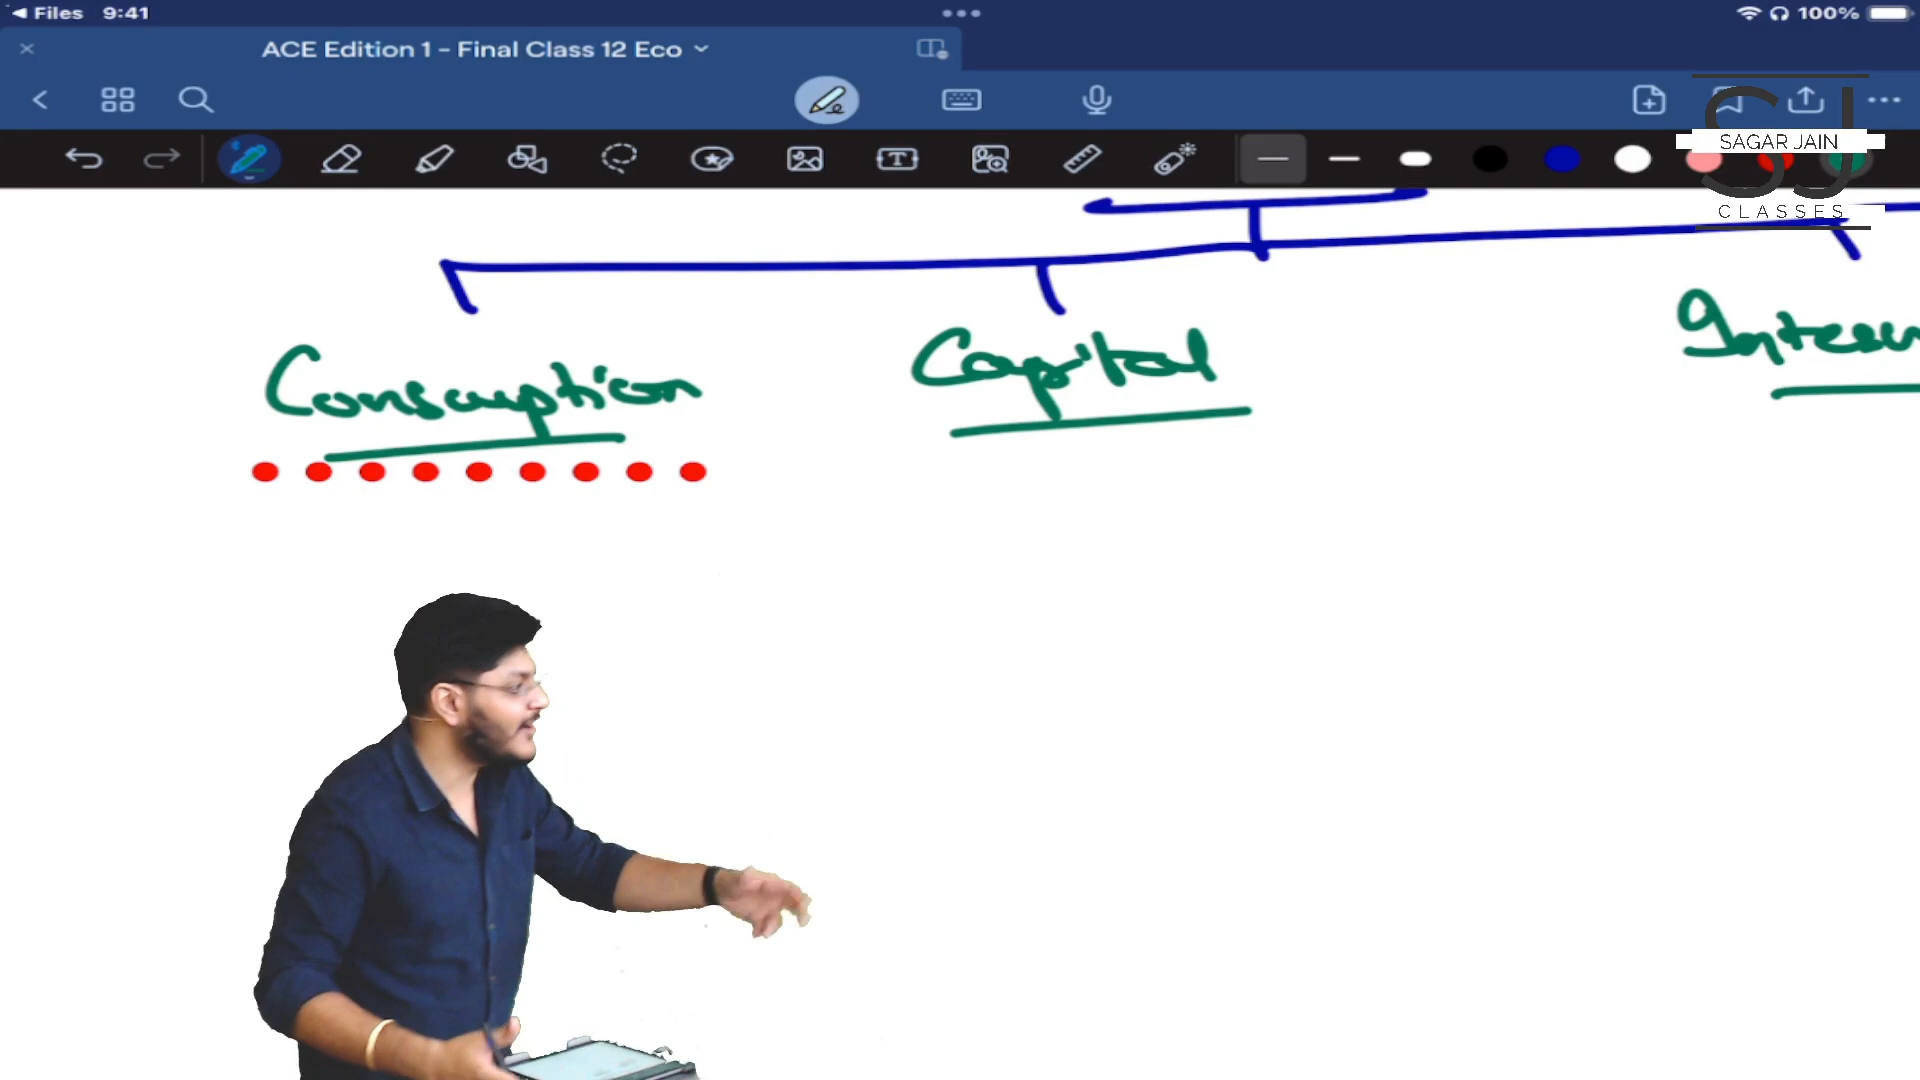 Files 9:41 100%
ACE Edition 1 - Final Class 12 Eco
SAGAR JAIN
CLASSES
Consumption Capital